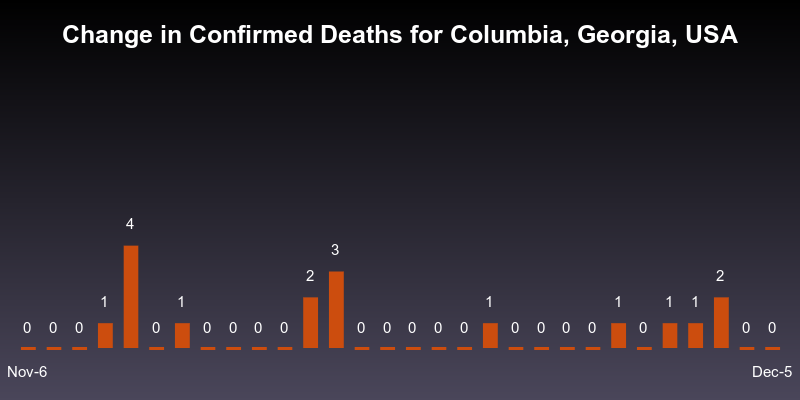 Change in Confirmed Deaths for Columbia, Georgia, USA
0 0 0 1 4 0 1 0 0 0 0 2 3 0 0 0 0 0 1 0 0 0 0 1 0 1 1 2 0 0
Nov-6 Dec-5